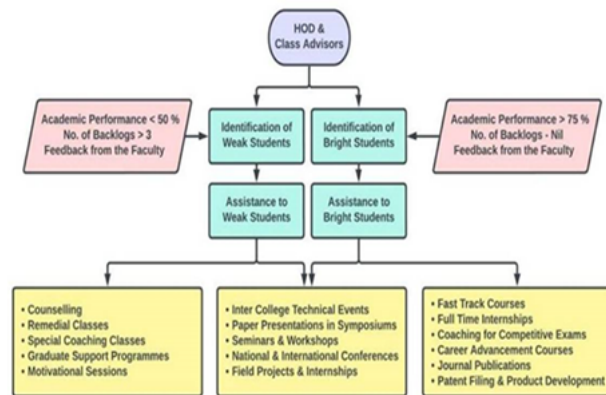 HOD &
Class Advisors
Academic Performance < 50 %
No. of Backlogs > 3
Feedback from the Faculty
Identification of
Weak Students
Identification of
Bright Students
Academic Performance > 75 %
No. of Backlogs - Nil
Feedback from the Faculty
Assistance to
Weak Students
Assistance to
Bright Students
• Counselling
• Remedial Classes
• Special Coaching Classes
• Graduate Support Programmes
• Motivational Sessions
• Inter College Technical Events
• Paper Presentations in Symposiums
• Seminars & Workshops
• National & International Conferences
• Field Projects & Internships
• Fast Track Courses
• Full Time Internships
• Coaching for Competitive Exams
• Career Advancement Courses
• Journal Publications
• Patent Filing & Product Development